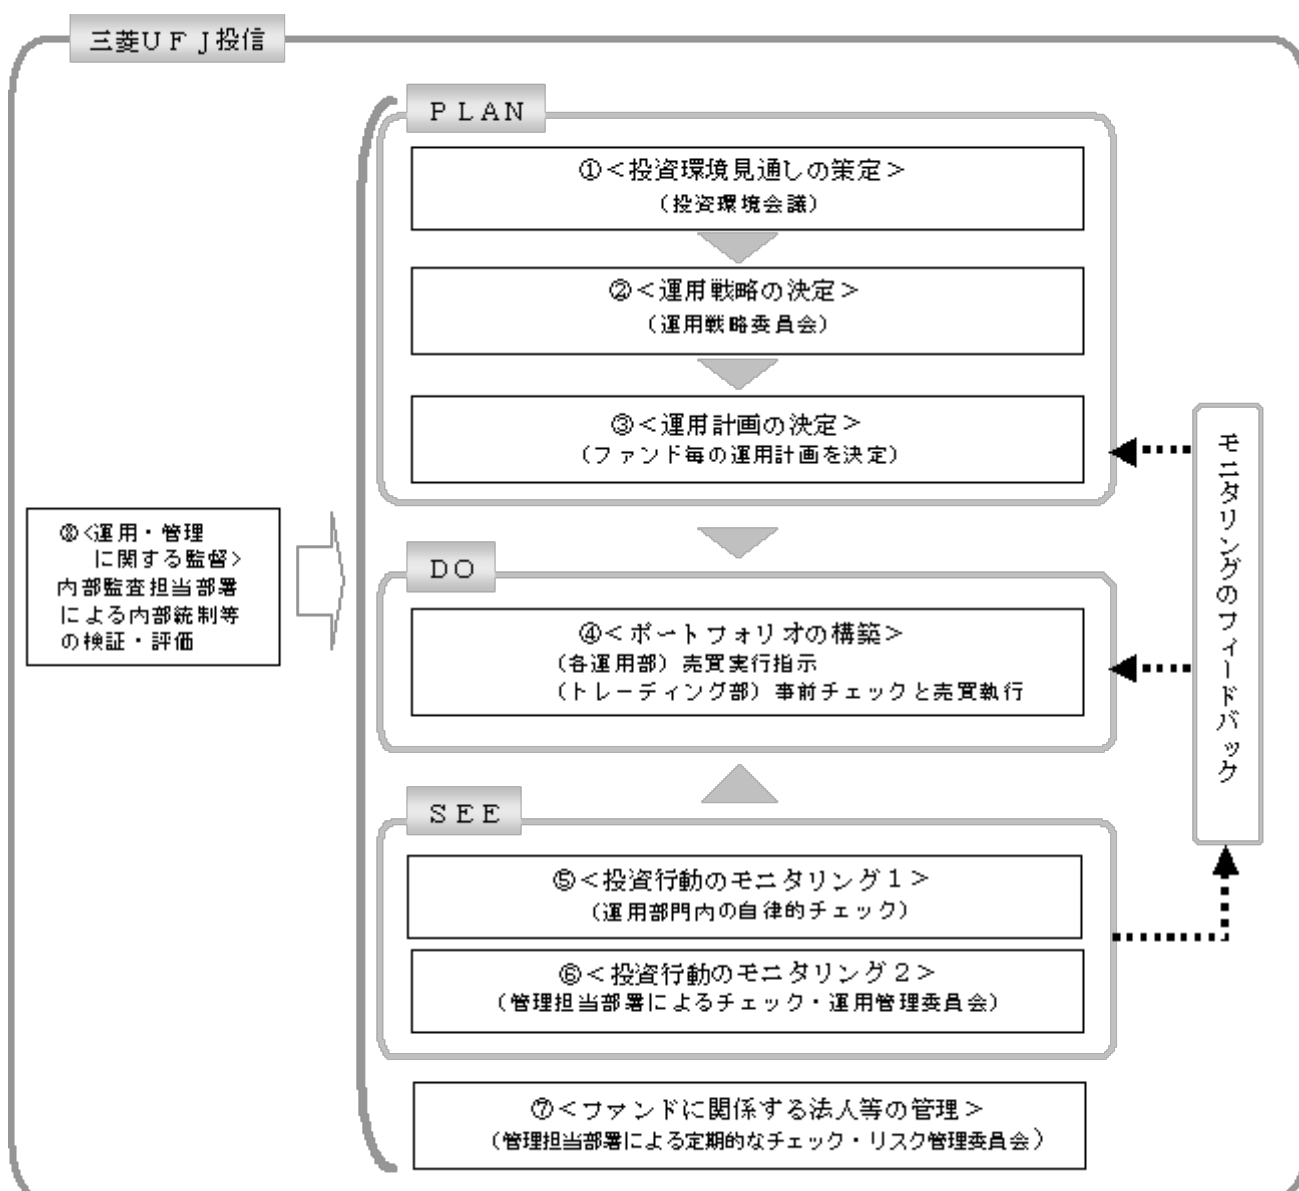 三菱ＵＦＪ投信
ＰＬＡＮ
①＜投資環境見通しの策定＞
（投資環境会議）
②＜運用戦略の決定＞
（運用戦略委員会）
③＜運用計画の決定＞
（ファンド毎の運用計画を決定）
⑧＜運用・管理
に関する監督＞
内部監査担当部署
による内部統制等
の検証・評価
ＤＯ
④＜ポートフォリオの構築＞
（各運用部）売買実行指示
（トレーディング部）事前チェックと売買執行
ＳＥＥ
⑤＜投資行動のモニタリング１＞
（運用部門内の自律的チェック）
⑥＜投資行動のモニタリング２＞
（管理担当部署によるチェック・運用管理委員会）
⑦＜ファンドに関係する法人等の管理＞
（管理担当部署による定期的なチェック・リスク管理委員会）
モニタリングのフィードバック